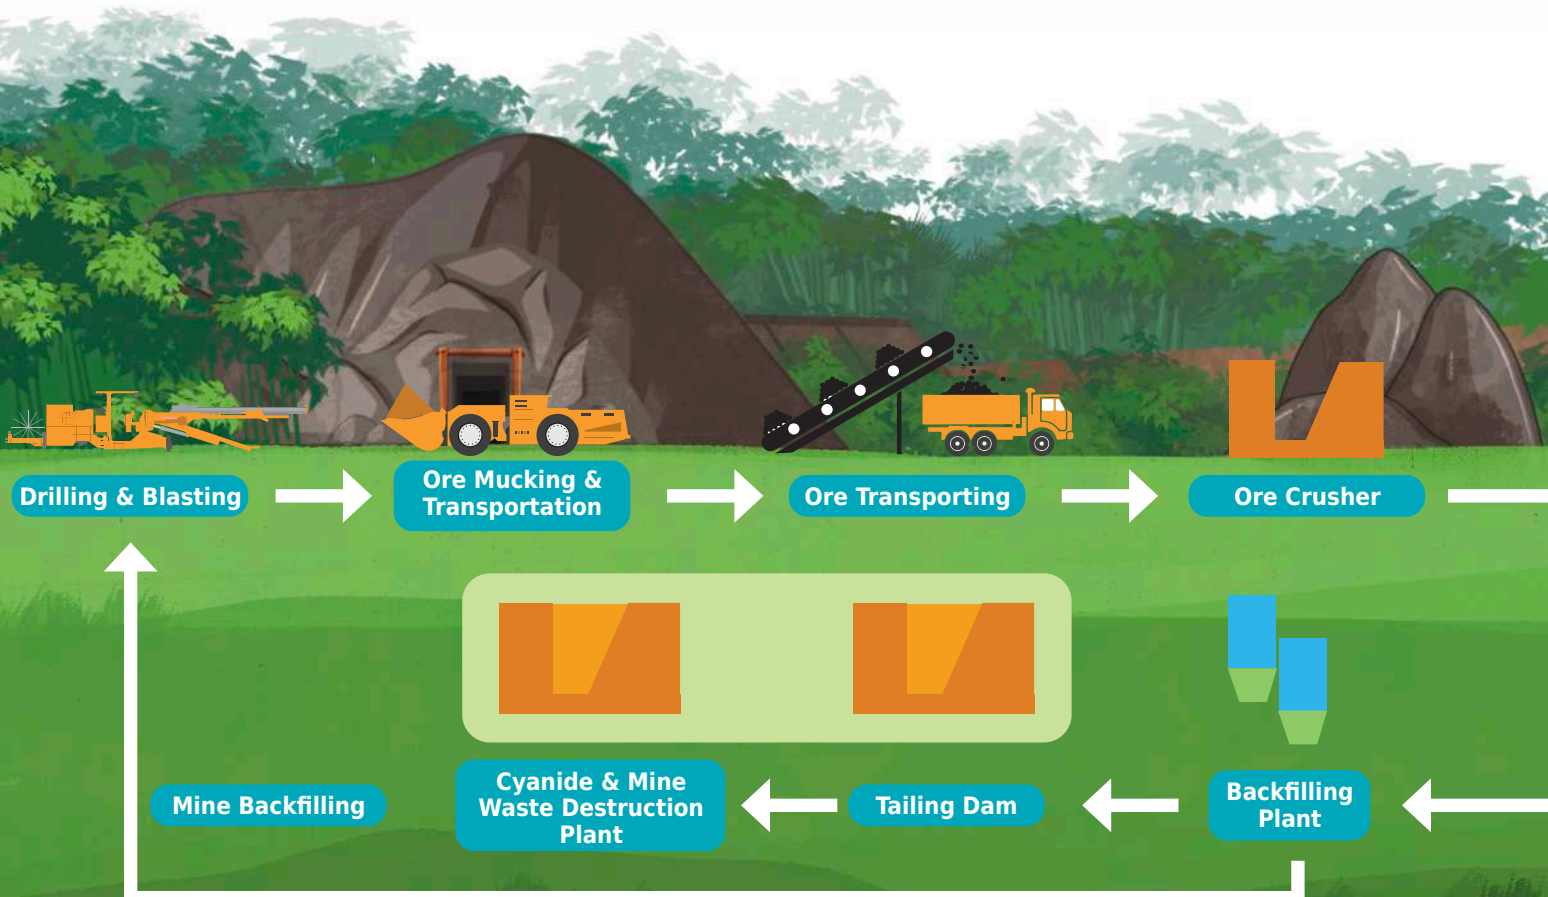 Drilling & Blasting
Ore Mucking &
Transportation
Ore Transporting
Ore Crusher
Mine Backfilling
Cyanide & Mine
Waste Destruction
Plant
Tailing Dam
Backfilling
Plant